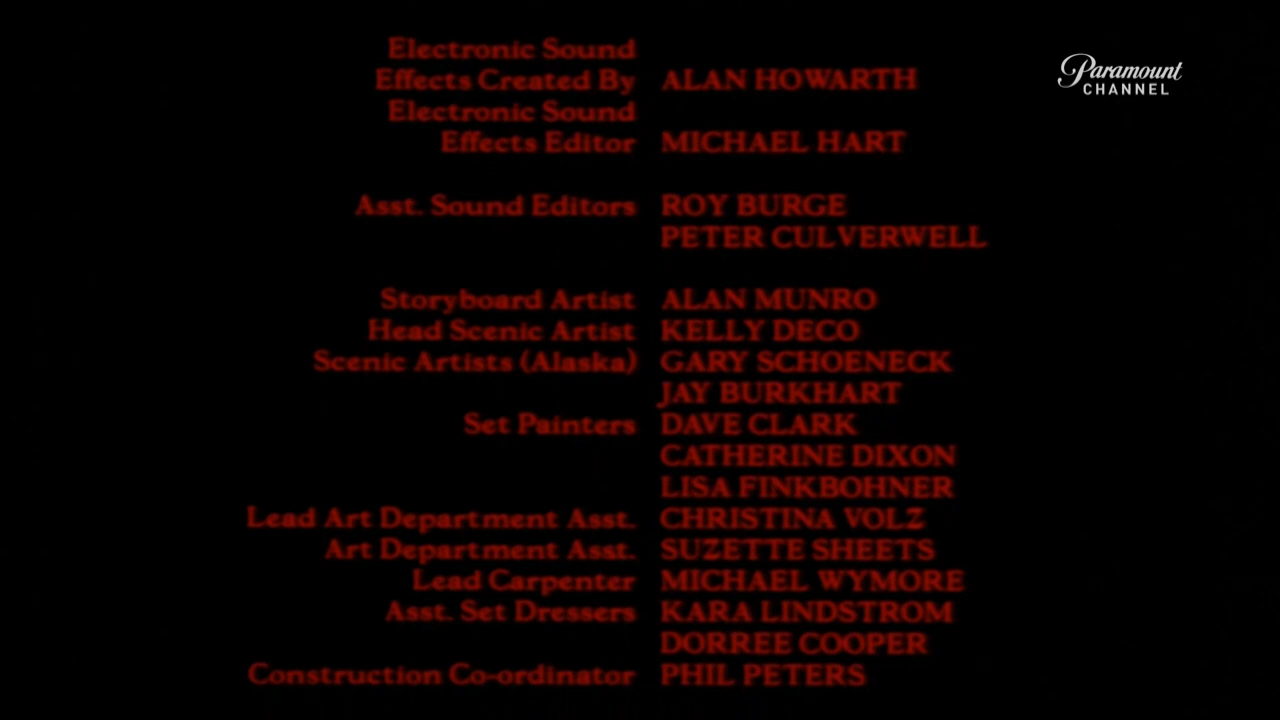 Electronic Sound
Effects Created By ALAN HOWARTH
Electronic Sound
Effects Editor MICHAEL HART
Asst. Sound Editors ROY BURGE
PETER CULVERWELL
Storyboard Artist ALAN MUNRO
Head Scenic Artist KELLY DECO
Scenic Artists (Alaska) GARY SCHOENECK
JAY BURKHART
Set Painters DAVE CLARK
CATHERINE DIXON
LISA FINKBOHNER
Lead Art Department Asst. CHRISTINA VOLZ
Art Department Asst. SUZETTE SHEETS
Lead Carpenter MICHAEL WYMORE
Asst. Set Dressers KARA LINDSTROM
DORREE COOPER
Construction Co-ordinator PHIL PETERS
Paramount
CHANNEL